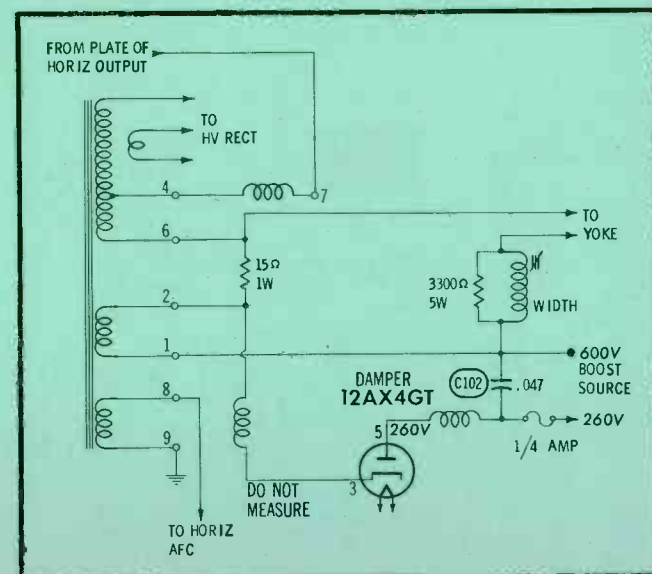 FROM PLATE OF
HORIZ OUTPUT
TO
HV RECT
4
7
6
TO
YOKE
15Ω
1W
3300Ω
5W
WIDTH
2
1
600V
BOOST
SOURCE
DAMPER
12AX4GT
C102
.047
8
5
260V
260V
1/4 AMP
9
3
DO NOT
MEASURE
TO HORIZ
AFC